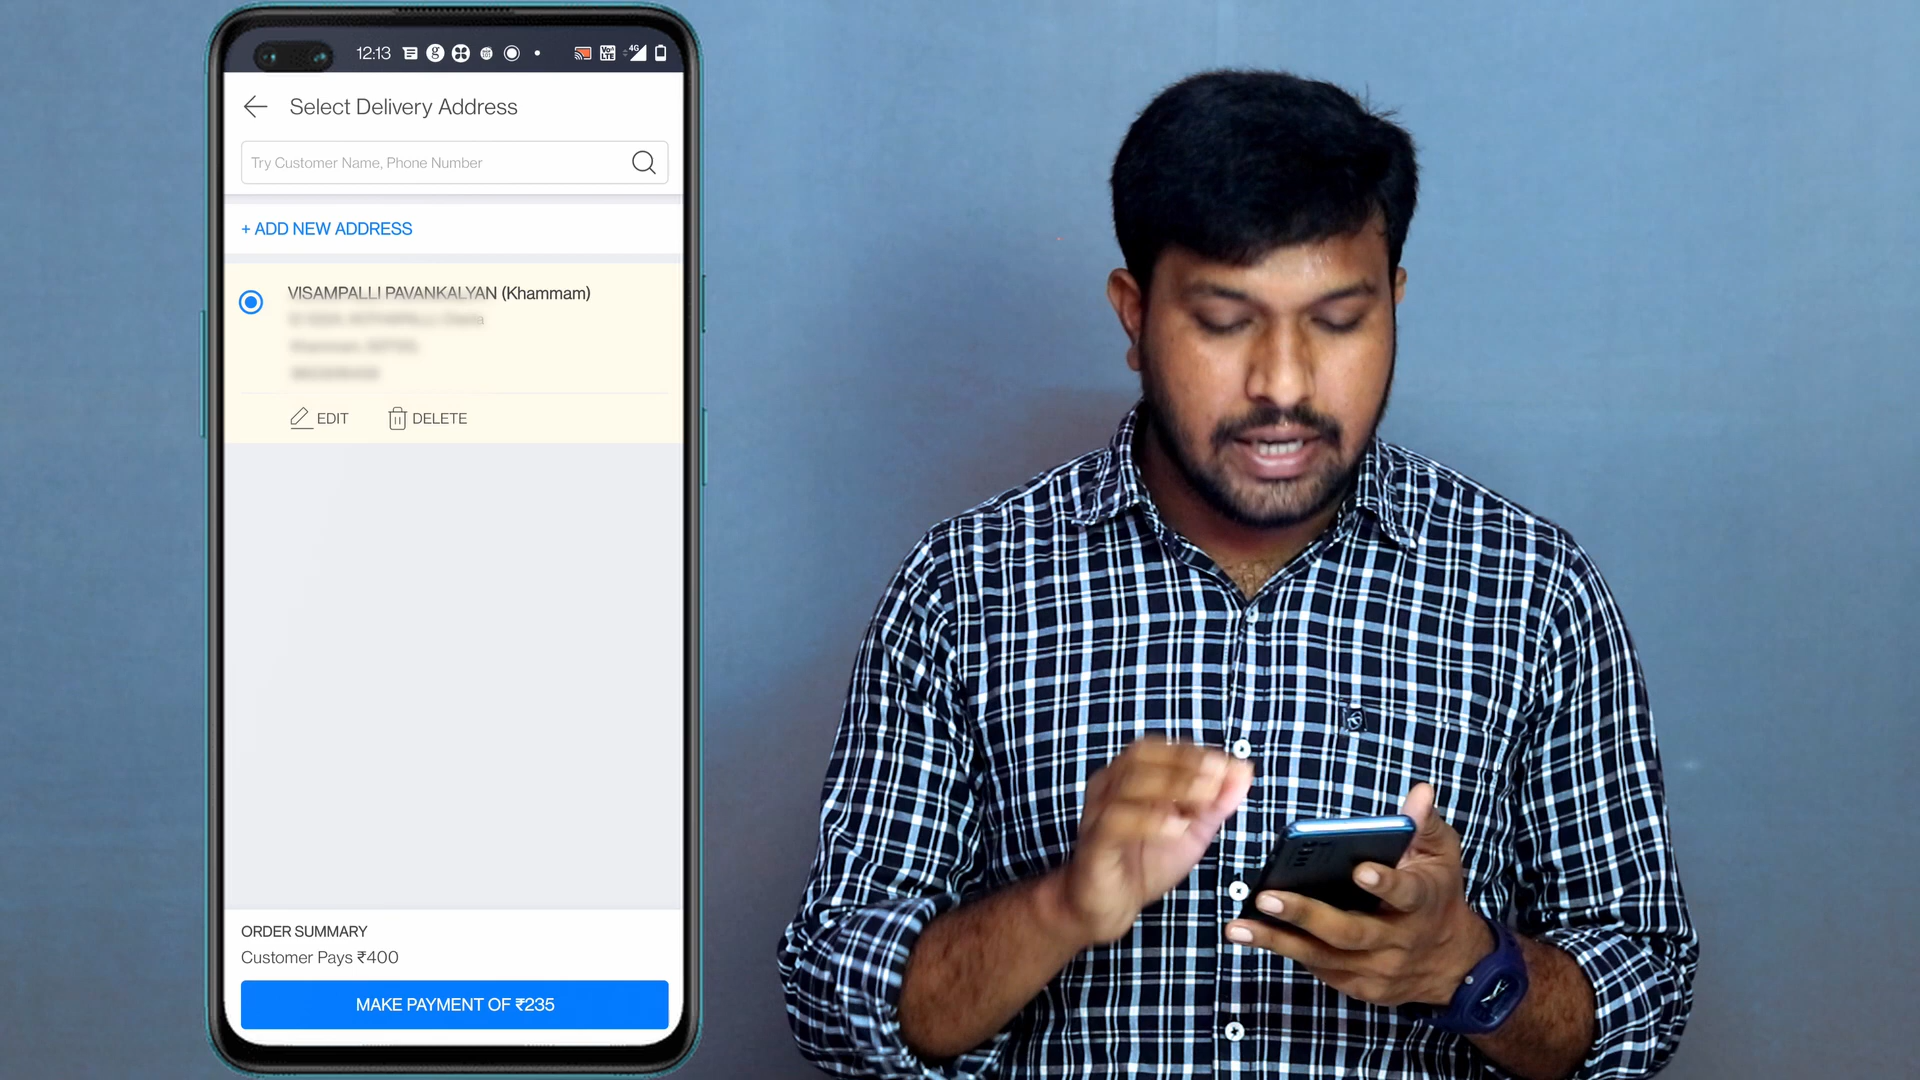 12:13
4G
Select Delivery Address
Try Customer Name, Phone Number
+ ADD NEW ADDRESS
VISAMPALLI PAVANKALYAN (Khammam)
EDIT
DELETE
ORDER SUMMARY
Customer Pays ₹400
MAKE PAYMENT OF ₹235